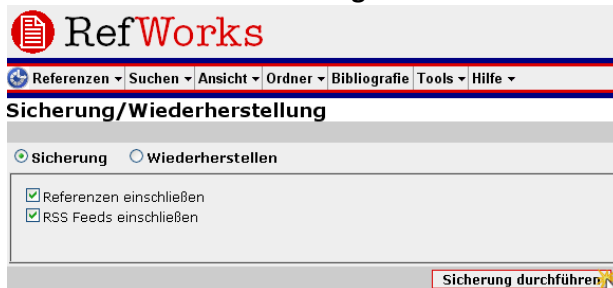 RefWorks
Referenzen Suchen Ansicht Ordner Bibliografie Tools Hilfe
Sicherung/Wiederherstellung
Sicherung Wiederherstellen
Referenzen einschließen
RSS Feeds einschließen
Sicherung durchführen